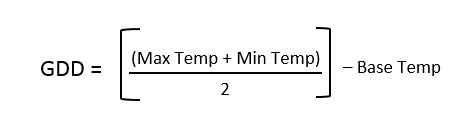 GDD = [ (Max Temp + Min Temp) / 2 ] – Base Temp